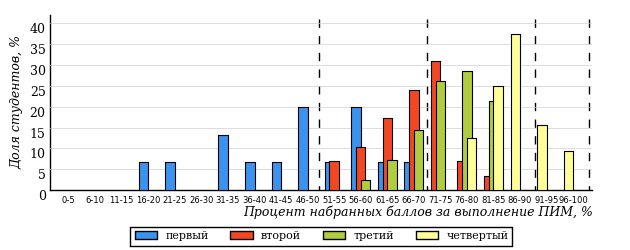 Доля студентов, %
40
35
30
25
20
15
10
5
0
0-5 6-10 11-15 16-20 21-25 26-30 31-35 36-40 41-45 46-50 51-55 56-60 61-65 66-70 71-75 76-80 81-85 86-90 91-95 96-100
Процент набранных баллов за выполнение ПИМ, %
первый второй третий четвертый